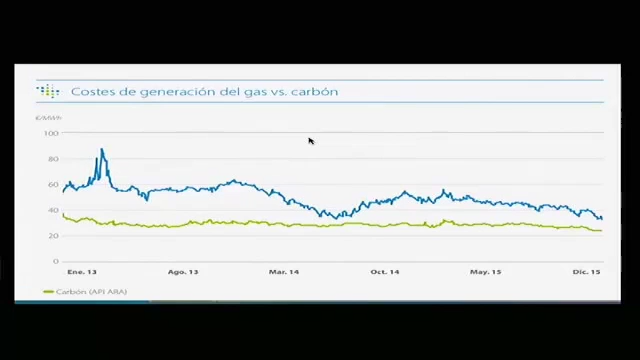 Costes de generación del gas vs. carbón
€/MWh
100
80
60
40
20
0
Ene. 13 Ago. 13 Mar. 14 Oct. 14 May. 15 Dic. 15
Carbón (API ARA)